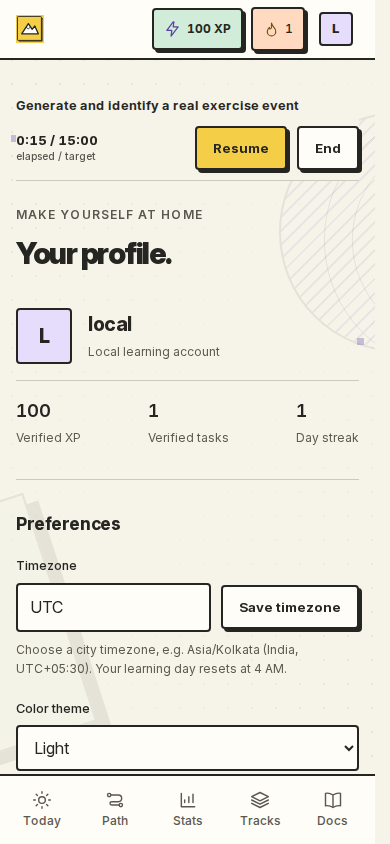 100 XP
1
L
Generate and identify a real exercise event
0:15 / 15:00
elapsed / target
Resume
End
MAKE YOURSELF AT HOME
Your profile.
L
local
Local learning account
100
Verified XP
1
Verified tasks
1
Day streak
Preferences
Timezone
UTC
Save timezone
Choose a city timezone, e.g. Asia/Kolkata (India,
UTC+05:30). Your learning day resets at 4 AM.
Color theme
Light
Today
Path
Stats
Tracks
Docs